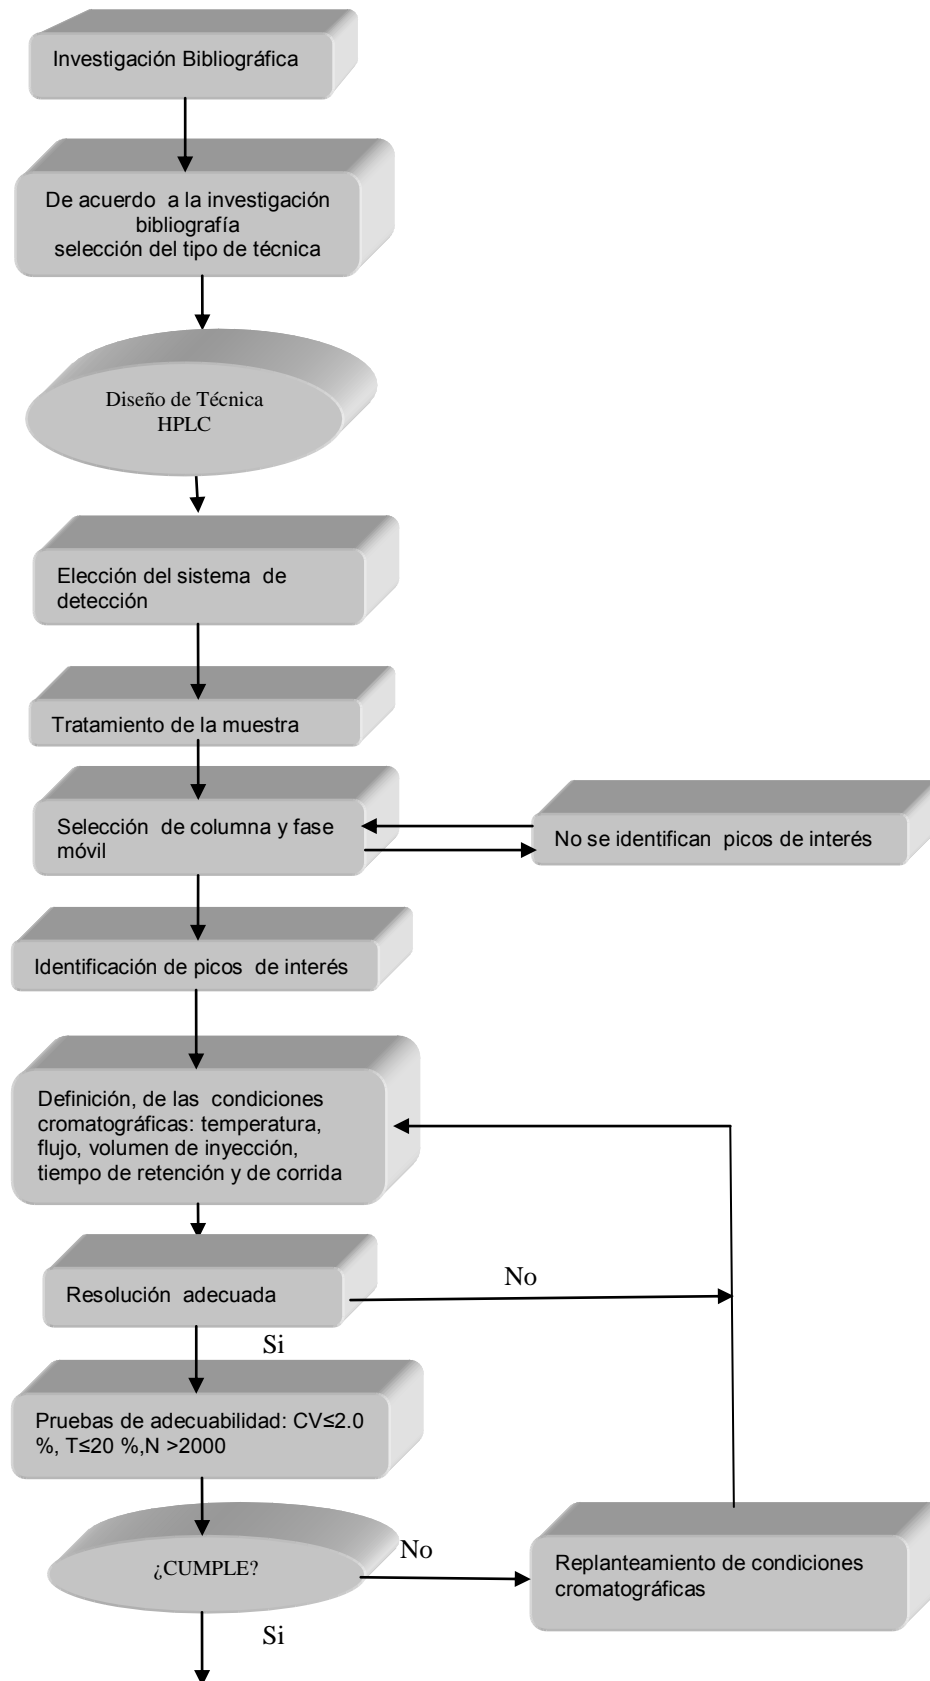 Investigación Bibliográfica
De acuerdo a la investigación
bibliografía
selección del tipo de técnica
Diseño de Técnica
HPLC
Elección del sistema de
detección
Tratamiento de la muestra
Selección de columna y fase
móvil
No se identifican picos de interés
Identificación de picos de interés
Definición, de las condiciones
cromatográficas: temperatura,
flujo, volumen de inyección,
tiempo de retención y de corrida
Resolución adecuada
No
Si
Pruebas de adecuabilidad: CV≤2.0
%, T≤20 %,N >2000
¿CUMPLE?
No
Replanteamiento de condiciones
cromatográficas
Si